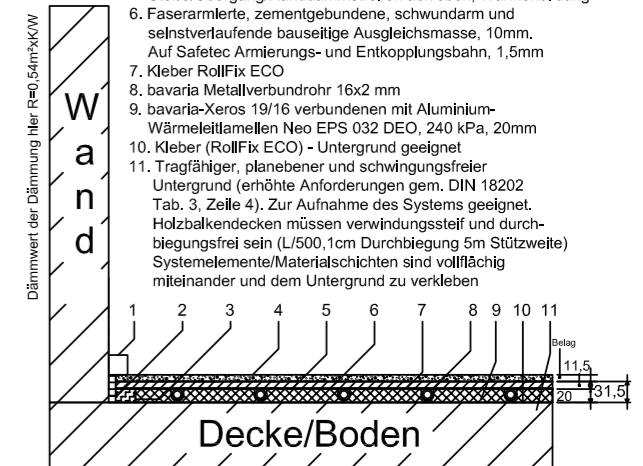 6. Faserarmlerte, zementgebundene, schwundarm und
selnstverlaufende bauseitige Ausgleichsmasse, 10mm.
Auf Safetec Armierungs- und Entkopplungsbahn, 1,5mm
7. Kleber RollFix ECO
8. bavaria Metallverbundrohr 16x2 mm
9. bavaria-Xeros 19/16 verbundenen mit Aluminium-
Wärmeleitlamellen Neo EPS 032 DEO, 240 kPa, 20mm
10. Kleber (RollFix ECO) - Untergrund geeignet
11. Tragfähiger, planebener und schwingungsfreier
Untergrund (erhöhte Anforderungen gem. DIN 18202
Tab. 3, Zeile 4). Zur Aufnahme des Systems geeignet.
Holzbalkendecken müssen verwindungssteif und durch-
biegungsfrei sein (L/500,1cm Durchbiegung 5m Stützweite)
Systemelemente/Materialschichten sind vollflächig
miteinander und dem Untergrund zu verkleben
Dämmwert der Dämmung hler R=0,54m²xK/W
Wand
1 2 3 4 5 6 7 8 9 10 11
Belag
11,5
20
31,5
Decke/Boden